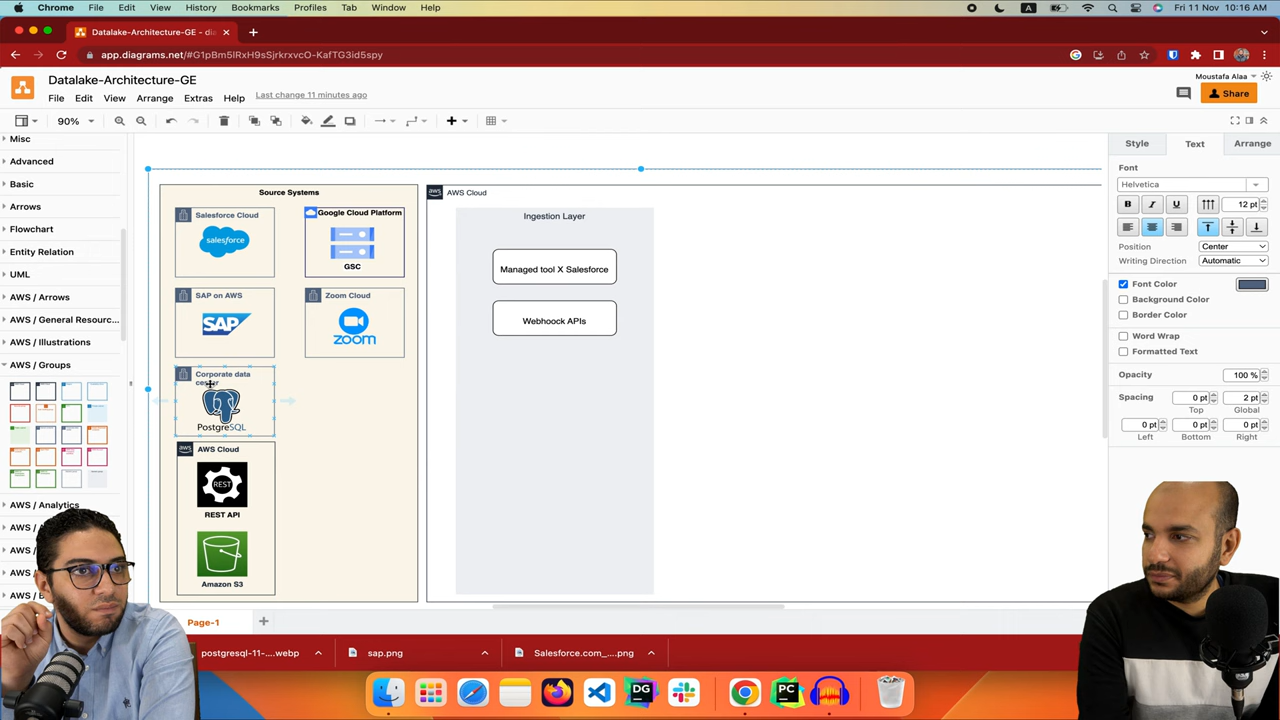 Chrome File Edit View History Bookmarks Profiles Tab Window Help
A Fri 11 Nov 10:16 AM
Datalake-Architecture-GE - dia
app.diagrams.net/#G1pBm5lRxH9sSjrkrxvcO-KafTG3id5spy
Datalake-Architecture-GE
Moustafa Alaa
File Edit View Arrange Extras Help Last change 11 minutes ago
Share
90%
Misc
Advanced
Basic
Arrows
Flowchart
Entity Relation
UML
AWS / Arrows
AWS / General Resourc...
AWS / Illustrations
AWS / Groups
AWS / Analytics
Source Systems
Salesforce Cloud
salesforce
Google Cloud Platform
GSC
SAP on AWS
SAP
Zoom Cloud
zoom
Corporate data
center
PostgreSQL
aws AWS Cloud
REST
REST API
Amazon S3
aws AWS Cloud
Ingestion Layer
Managed tool X Salesforce
Webhoock APIs
Style Text Arrange
Font
Helvetica
B I U 12 pt
Position Center
Writing Direction Automatic
Font Color
Background Color
Border Color
Word Wrap
Formatted Text
Opacity 100 %
Spacing 0 pt 2 pt
Top Global
0 pt 0 pt 0 pt
Left Bottom Right
Page-1
postgresql-11-....webp
sap.png
Salesforce.com_....png
DG
PC